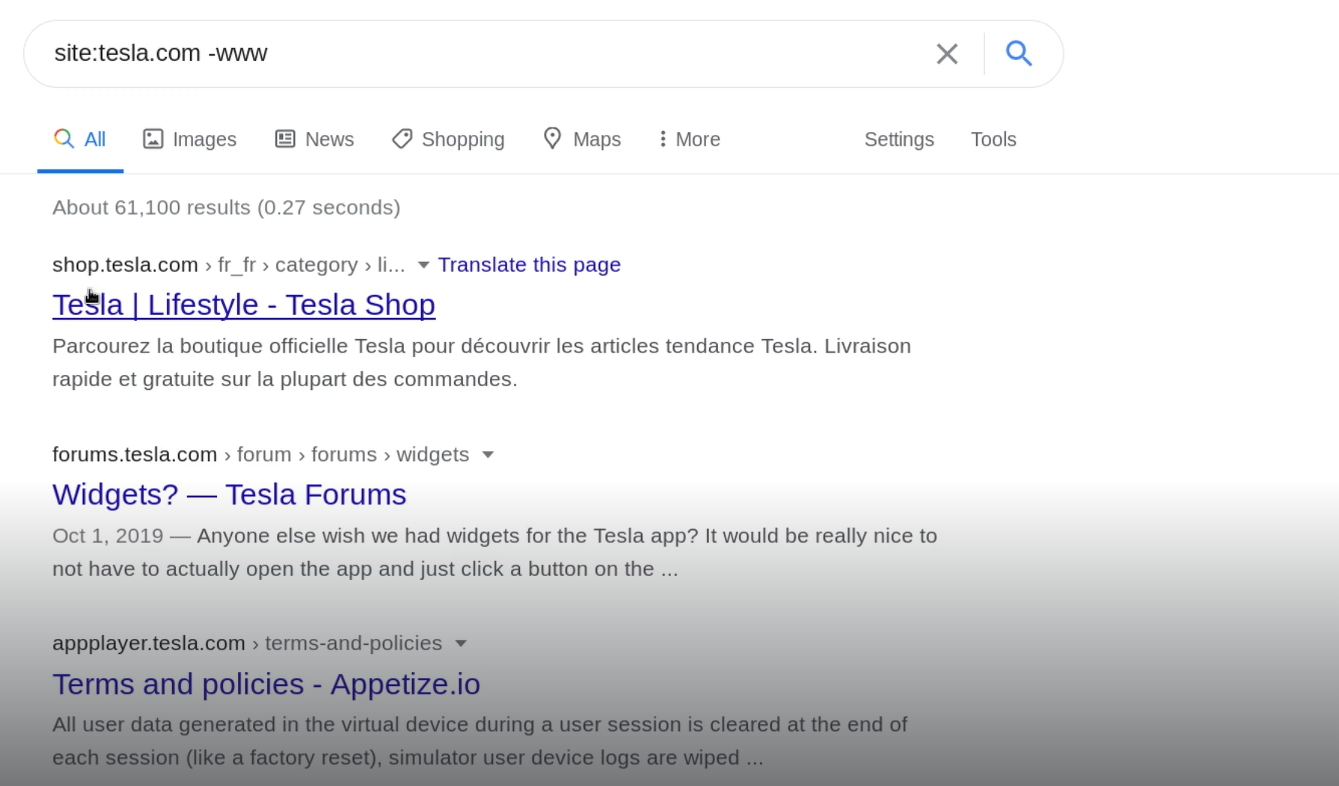 site:tesla.com -www
All Images News Shopping Maps More Settings Tools
About 61,100 results (0.27 seconds)
shop.tesla.com › fr_fr › category › li... Translate this page
Tesla | Lifestyle - Tesla Shop
Parcourez la boutique officielle Tesla pour découvrir les articles tendance Tesla. Livraison
rapide et gratuite sur la plupart des commandes.
forums.tesla.com › forum › forums › widgets
Widgets? — Tesla Forums
Oct 1, 2019 — Anyone else wish we had widgets for the Tesla app? It would be really nice to
not have to actually open the app and just click a button on the ...
appplayer.tesla.com › terms-and-policies
Terms and policies - Appetize.io
All user data generated in the virtual device during a user session is cleared at the end of
each session (like a factory reset), simulator user device logs are wiped ...